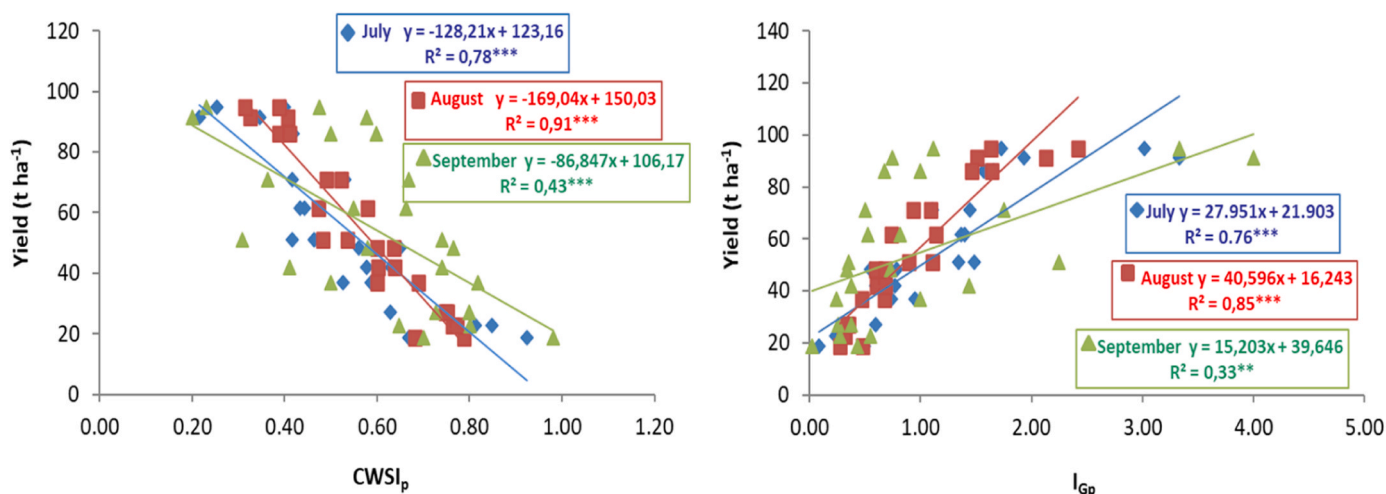 July y = -128,21x + 123,16
R² = 0,78***
August y = -169,04x + 150,03
R² = 0,91***
September y = -86,847x + 106,17
R² = 0,43***
Yield (t ha⁻¹)
120
100
80
60
40
20
0
0.00 0.20 0.40 0.60 0.80 1.00 1.20
CWSIₚ
July y = 27.951x + 21.903
R² = 0.76***
August y = 40,596x + 16,243
R² = 0,85***
September y = 15,203x + 39,646
R² = 0,33**
Yield (t ha⁻¹)
140
120
100
80
60
40
20
0
0.00 1.00 2.00 3.00 4.00 5.00
I_Gp